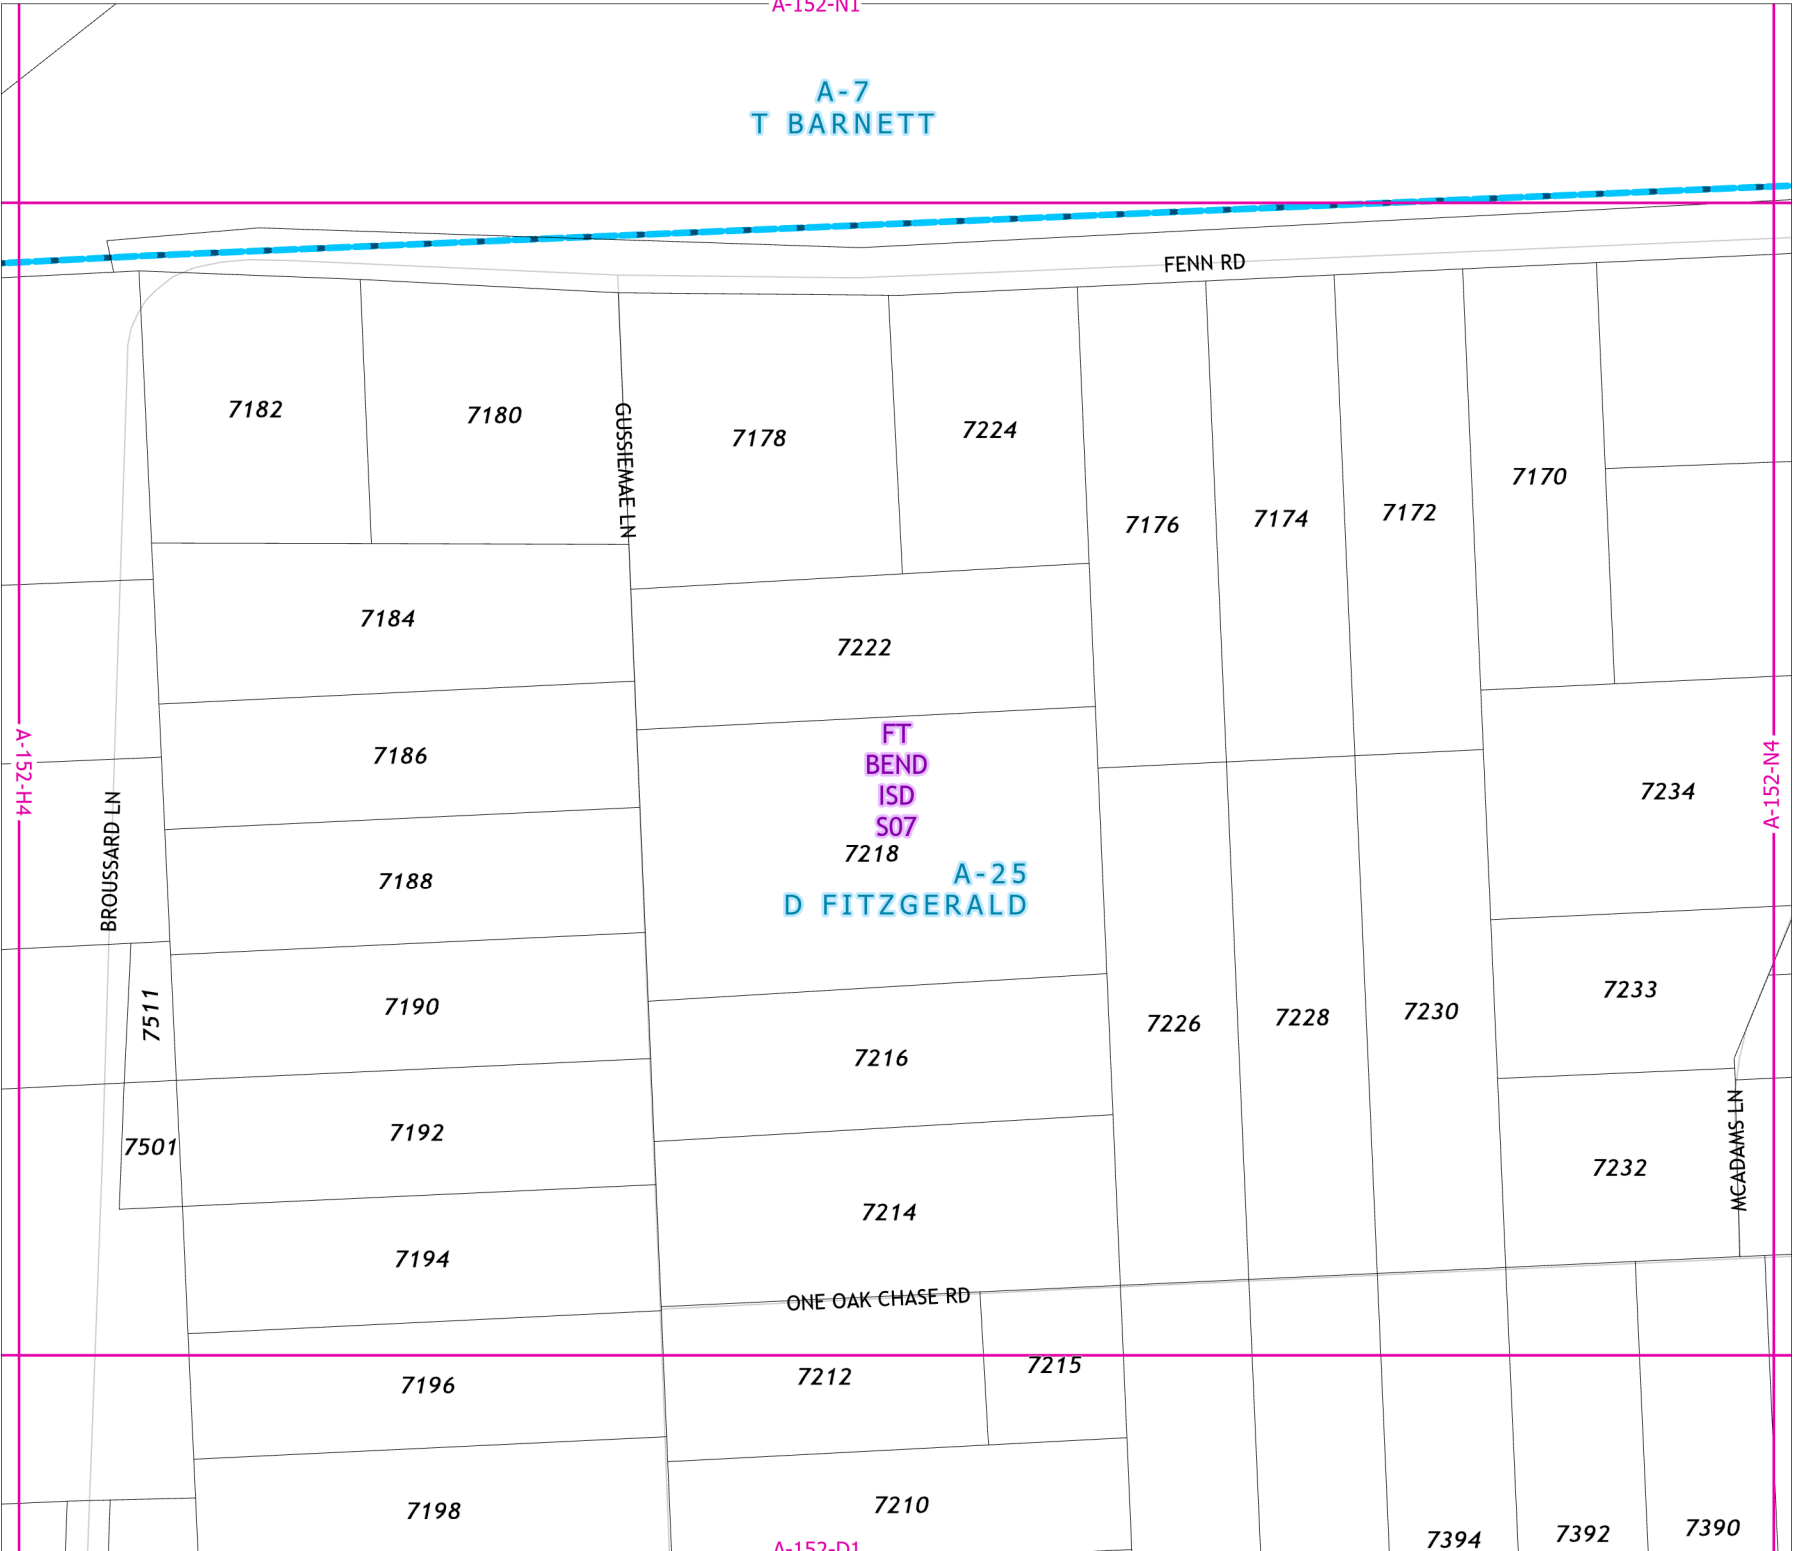 A-152-N1
A-7
T BARNETT
FENN RD
7182
7180
GUSSIEMAE LN
7178
7224
7176
7174
7172
7170
7184
7222
7186
FT
BEND
ISD
S07
7218
A-25
D FITZGERALD
7234
A-152-H4
A-152-N4
BROUSSARD LN
7188
7190
7511
7216
7226
7228
7230
7233
7192
7501
7214
7232
MCADAMS LN
7194
ONE OAK CHASE RD
7196
7212
7215
7198
7210
7394
7392
7390
A-152-D1